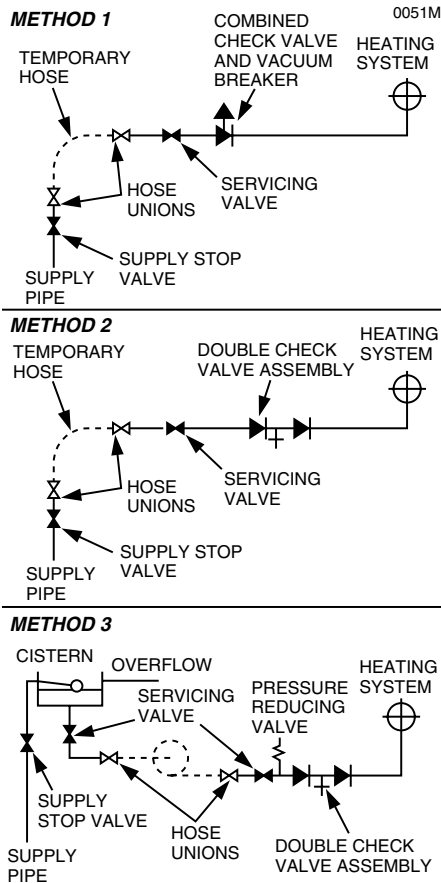 METHOD 1
0051M
COMBINED
CHECK VALVE
AND VACUUM
BREAKER
HEATING
SYSTEM
TEMPORARY
HOSE
HOSE
UNIONS
SERVICING
VALVE
SUPPLY STOP
VALVE
SUPPLY
PIPE
METHOD 2
TEMPORARY
HOSE
DOUBLE CHECK
VALVE ASSEMBLY
HEATING
SYSTEM
HOSE
UNIONS
SERVICING
VALVE
SUPPLY STOP
VALVE
SUPPLY
PIPE
METHOD 3
CISTERN
OVERFLOW
SERVICING
VALVE
PRESSURE
REDUCING
VALVE
HEATING
SYSTEM
SUPPLY
STOP VALVE
HOSE
UNIONS
DOUBLE CHECK
VALVE ASSEMBLY
SUPPLY
PIPE